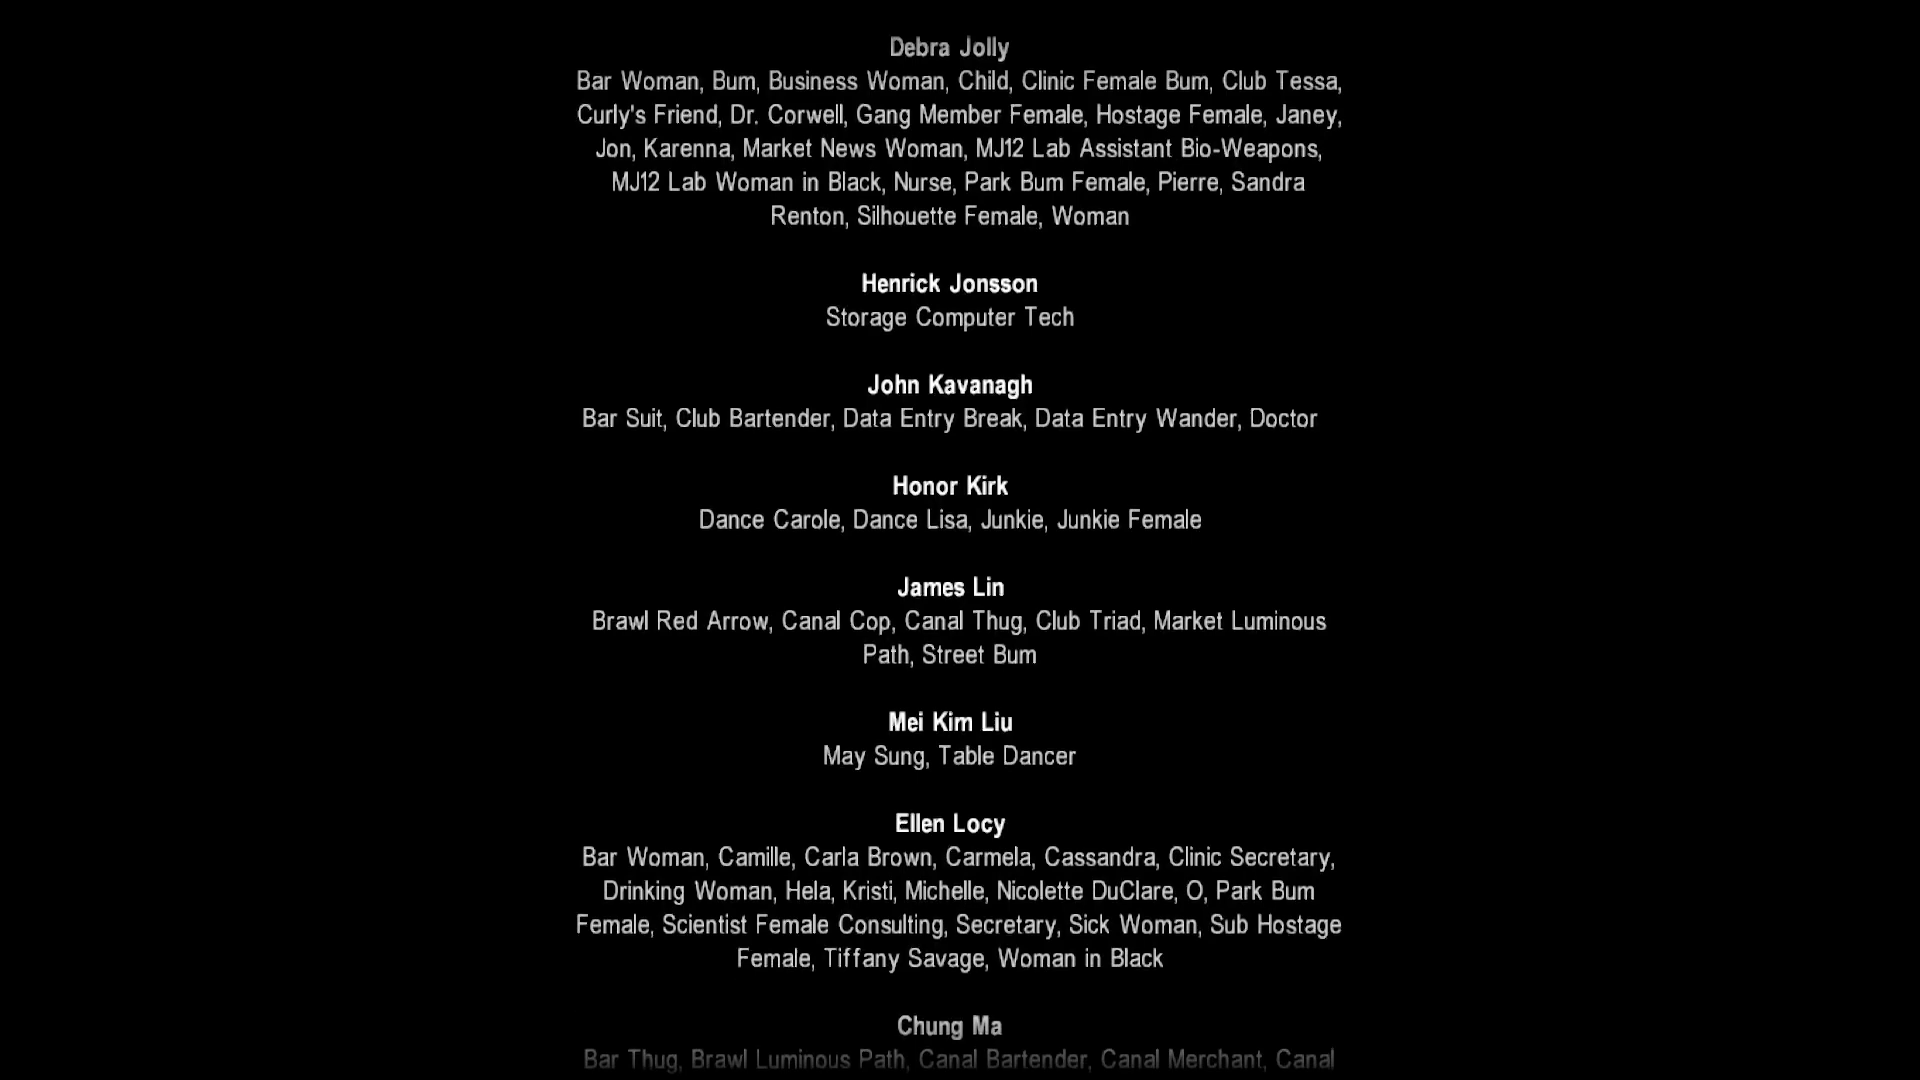 Debra Jolly
Bar Woman, Bum, Business Woman, Child, Clinic Female Bum, Club Tessa,
Curly's Friend, Dr. Corwell, Gang Member Female, Hostage Female, Janey,
Jon, Karenna, Market News Woman, MJ12 Lab Assistant Bio-Weapons,
MJ12 Lab Woman in Black, Nurse, Park Bum Female, Pierre, Sandra
Renton, Silhouette Female, Woman
Henrick Jonsson
Storage Computer Tech
John Kavanagh
Bar Suit, Club Bartender, Data Entry Break, Data Entry Wander, Doctor
Honor Kirk
Dance Carole, Dance Lisa, Junkie, Junkie Female
James Lin
Brawl Red Arrow, Canal Cop, Canal Thug, Club Triad, Market Luminous
Path, Street Bum
Mei Kim Liu
May Sung, Table Dancer
Ellen Locy
Bar Woman, Camille, Carla Brown, Carmela, Cassandra, Clinic Secretary,
Drinking Woman, Hela, Kristi, Michelle, Nicolette DuClare, O, Park Bum
Female, Scientist Female Consulting, Secretary, Sick Woman, Sub Hostage
Female, Tiffany Savage, Woman in Black
Chung Ma
Bar Thug, Brawl Luminous Path, Canal Bartender, Canal Merchant, Canal